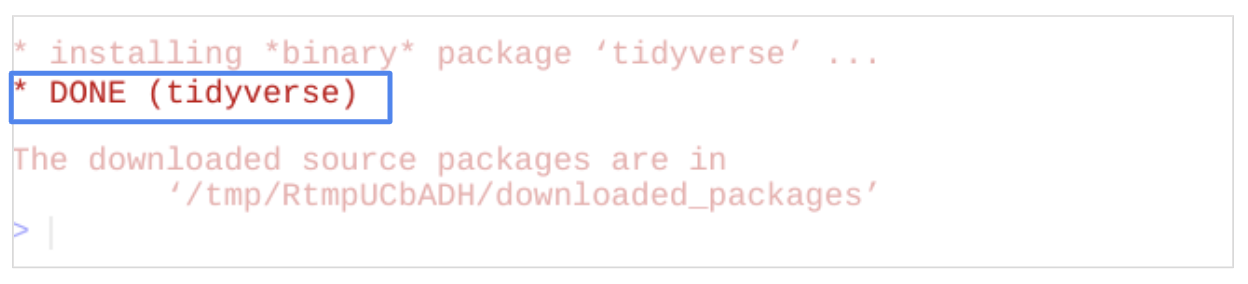 * installing *binary* package ‘tidyverse’ ...
* DONE (tidyverse)
The downloaded source packages are in
‘/tmp/RtmpUCbADH/downloaded_packages’
>